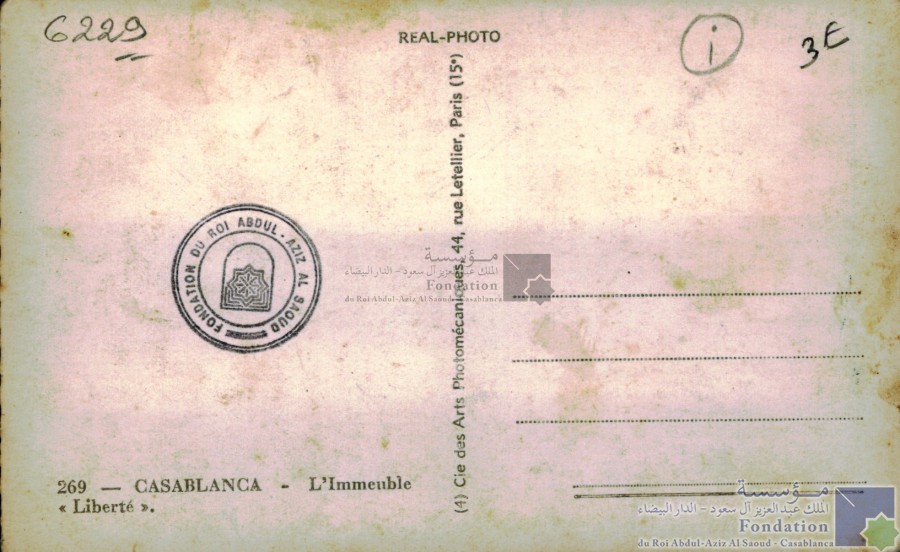 6229
REAL-PHOTO
i
3E
FONDATION DU ROI ABDUL-AZIZ AL SAOUD
(4) Cie des Arts Photomécaniques, 44, rue Letellier, Paris (15e)
مؤسسة
الملك عبد العزيز آل سعود - الدار البيضاء
Fondation
du Roi Abdul-Aziz Al Saoud - Casablanca
269 — CASABLANCA - L'Immeuble
« Liberté ».
مؤسسة
الملك عبد العزيز آل سعود - الدار البيضاء
Fondation
du Roi Abdul-Aziz Al Saoud - Casablanca